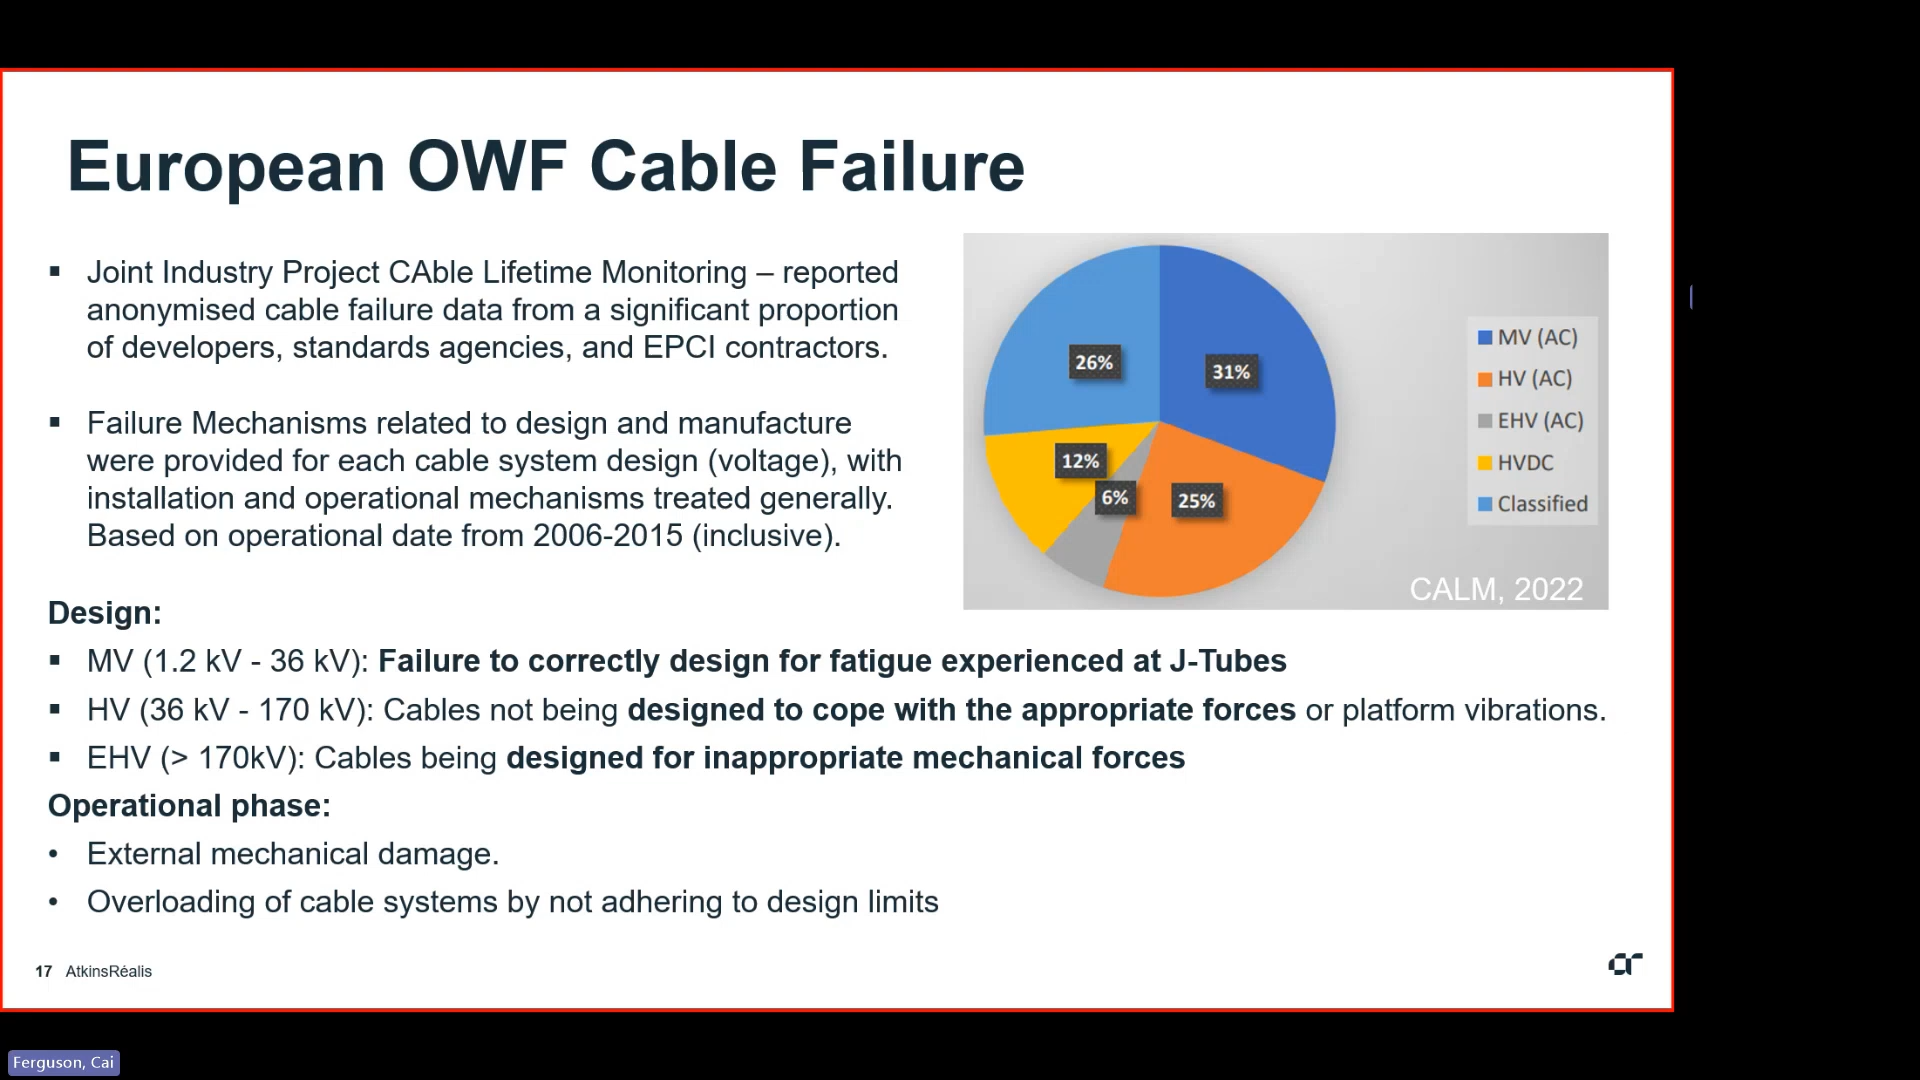 European OWF Cable Failure
▪ Joint Industry Project CAble Lifetime Monitoring – reported
anonymised cable failure data from a significant proportion
of developers, standards agencies, and EPCI contractors.
▪ Failure Mechanisms related to design and manufacture
were provided for each cable system design (voltage), with
installation and operational mechanisms treated generally.
Based on operational date from 2006-2015 (inclusive).
26%
31%
12%
6%
25%
MV (AC)
HV (AC)
EHV (AC)
HVDC
Classified
CALM, 2022
Design:
▪ MV (1.2 kV - 36 kV): Failure to correctly design for fatigue experienced at J-Tubes
▪ HV (36 kV - 170 kV): Cables not being designed to cope with the appropriate forces or platform vibrations.
▪ EHV (> 170kV): Cables being designed for inappropriate mechanical forces
Operational phase:
• External mechanical damage.
• Overloading of cable systems by not adhering to design limits
17 AtkinsRéalis
Ferguson, Cai